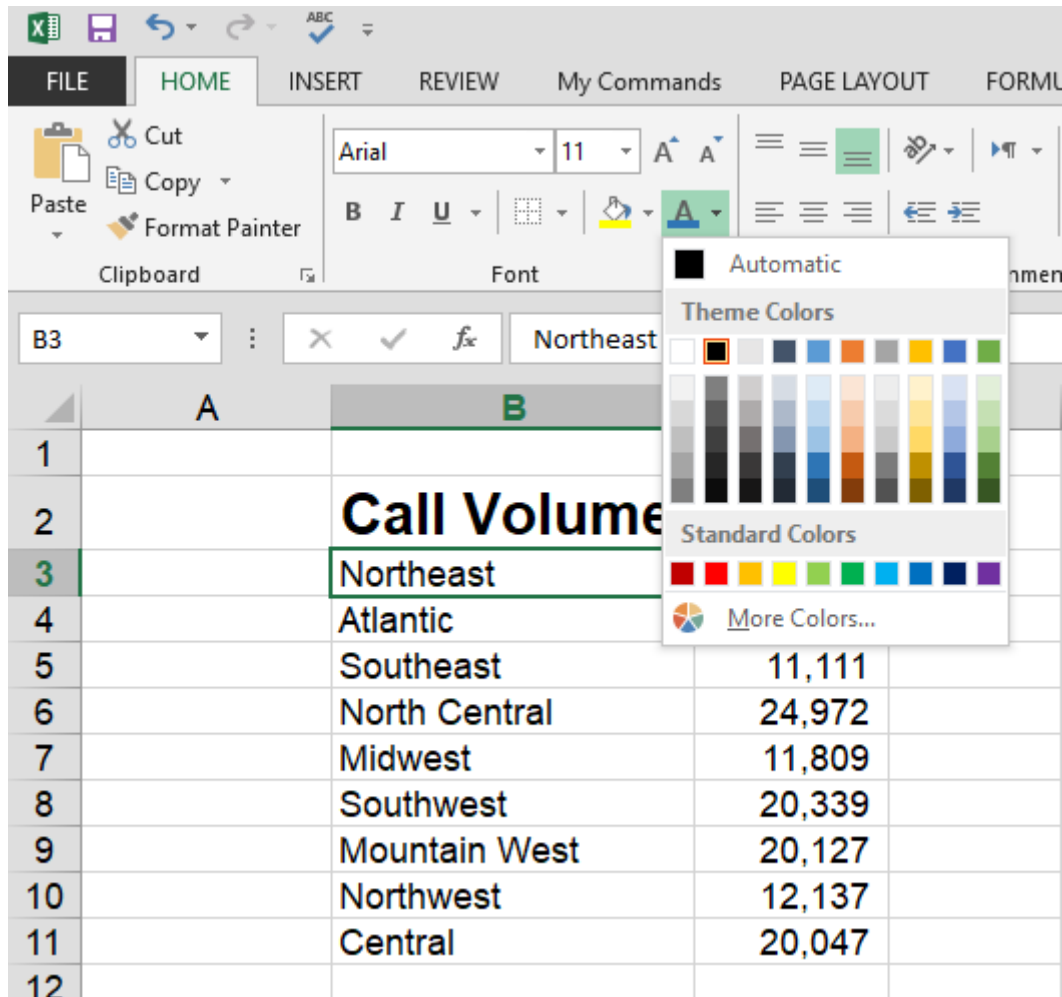 ABC
FILE HOME INSERT REVIEW My Commands PAGE LAYOUT
Cut
Arial 11 A A
Copy
Paste
B I U A
Format Painter
Clipboard Font
Automatic
Theme Colors
B3 fx Northeast
A B
1
2 Call Volume
Standard Colors
3 Northeast
4 Atlantic
More Colors...
5 Southeast 11,111
6 North Central 24,972
7 Midwest 11,809
8 Southwest 20,339
9 Mountain West 20,127
10 Northwest 12,137
11 Central 20,047
12